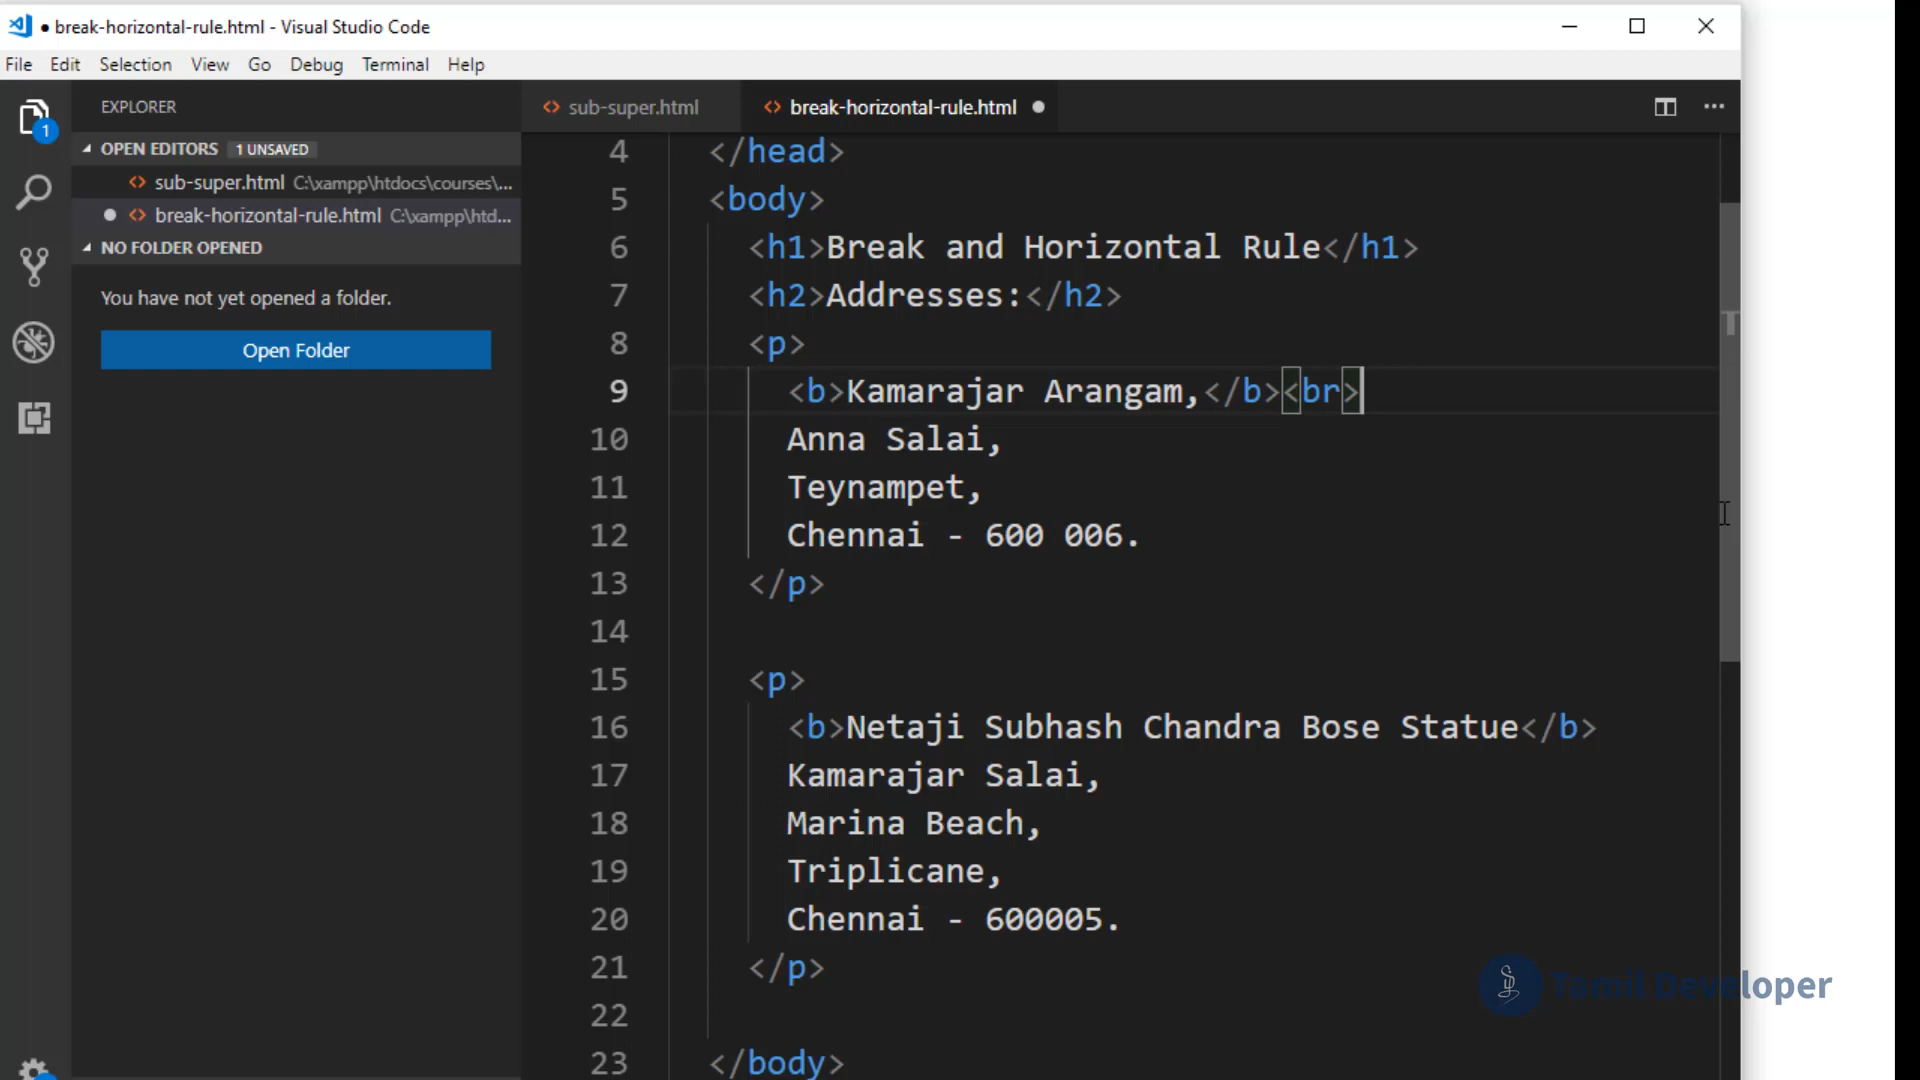 break-horizontal-rule.html - Visual Studio Code
File Edit Selection View Go Debug Terminal Help
1
EXPLORER
OPEN EDITORS 1 UNSAVED
sub-super.html C:\xampp\htdocs\courses\...
break-horizontal-rule.html C:\xampp\htd...
NO FOLDER OPENED
You have not yet opened a folder.
Open Folder
sub-super.html break-horizontal-rule.html
4 </head>
5 <body>
6 <h1>Break and Horizontal Rule</h1>
7 <h2>Addresses:</h2>
8 <p>
9 <b>Kamarajar Arangam,</b><br>
10 Anna Salai,
11 Teynampet,
12 Chennai - 600 006.
13 </p>
14
15 <p>
16 <b>Netaji Subhash Chandra Bose Statue</b>
17 Kamarajar Salai,
18 Marina Beach,
19 Triplicane,
20 Chennai - 600005.
21 </p>
22
23 </body>
Tamil Developer